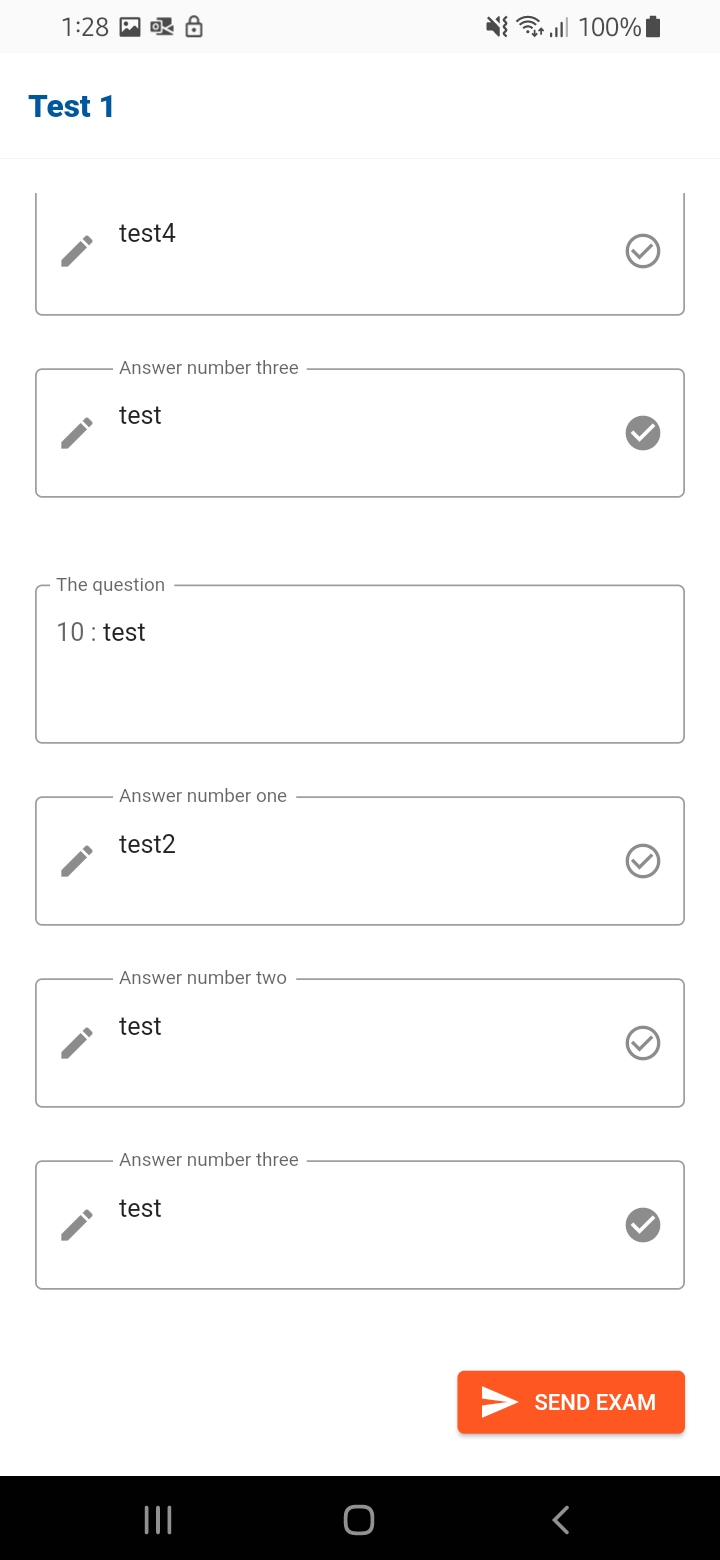 1:28
100%
Test 1
test4
Answer number three
test
The question
10 : test
Answer number one
test2
Answer number two
test
Answer number three
test
SEND EXAM